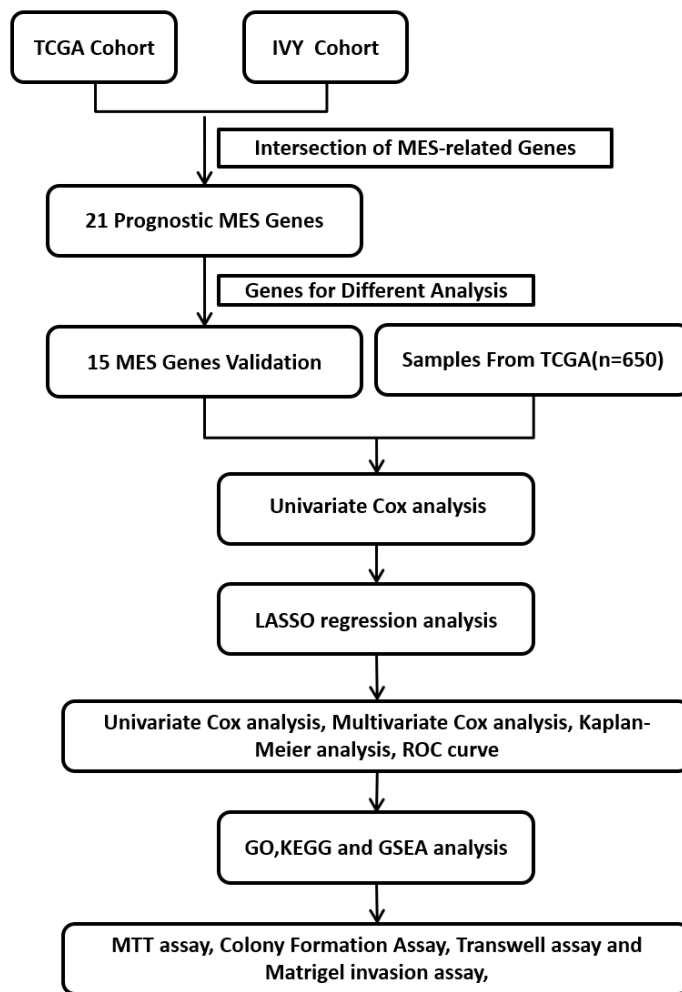 TCGA Cohort
IVY Cohort
Intersection of MES-related Genes
21 Prognostic MES Genes
Genes for Different Analysis
15 MES Genes Validation
Samples From TCGA(n=650)
Univariate Cox analysis
LASSO regression analysis
Univariate Cox analysis, Multivariate Cox analysis, Kaplan-
Meier analysis, ROC curve
GO,KEGG and GSEA analysis
MTT assay, Colony Formation Assay, Transwell assay and
Matrigel invasion assay,